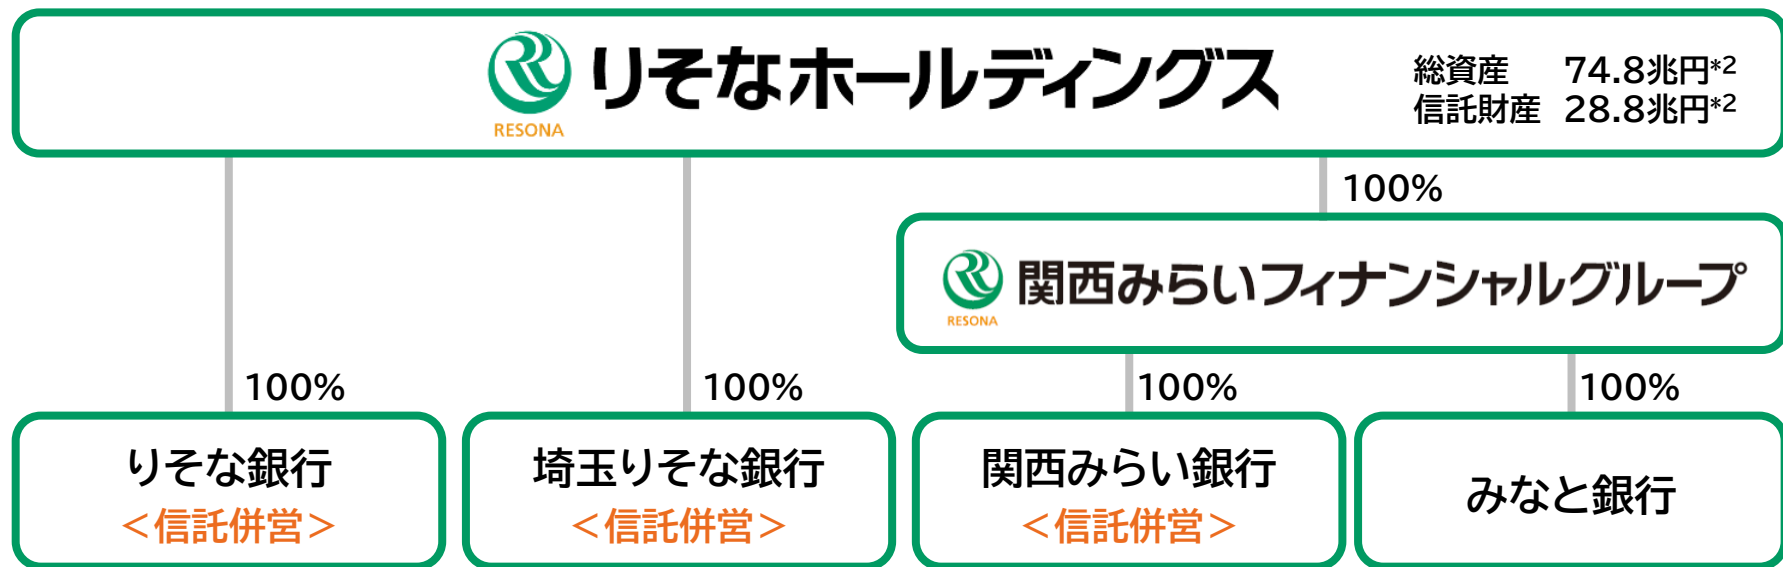 りそなホールディングス
RESONA
総資産 74.8兆円*2
信託財産 28.8兆円*2
100%
関西みらいフィナンシャルグループ
RESONA
100%
100%
100%
100%
りそな銀行
<信託併営>
埼玉りそな銀行
<信託併営>
関西みらい銀行
<信託併営>
みなと銀行